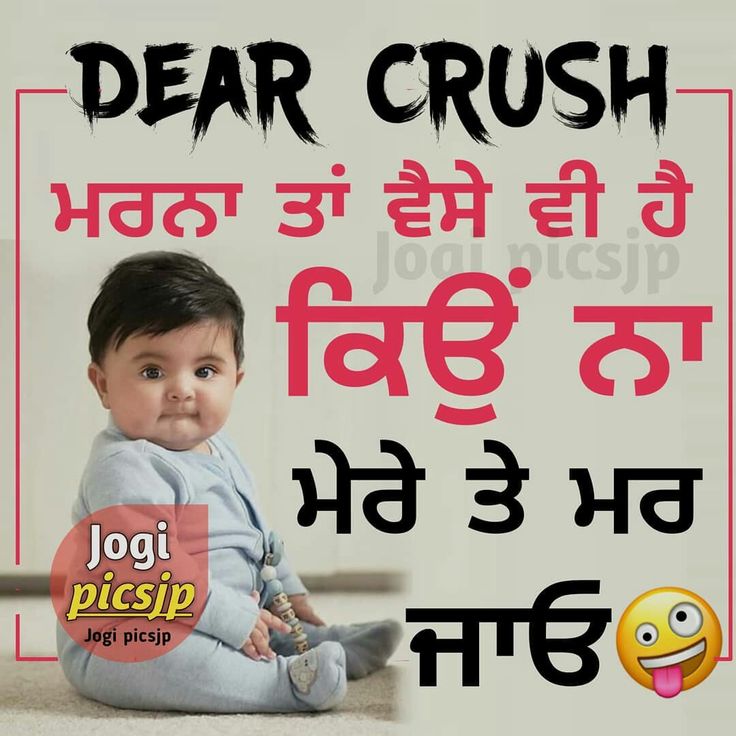 DEAR CRUSH
ਮਰਨਾ ਤਾਂ ਵੈਸੇ ਵੀ ਹੈ
Jogi picsjp
ਕਿਉਂ ਨਾ
ਮੇਰੇ ਤੇ ਮਰ
ਜਾਓ🤪
Jogi
picsjp
Jogi picsjp